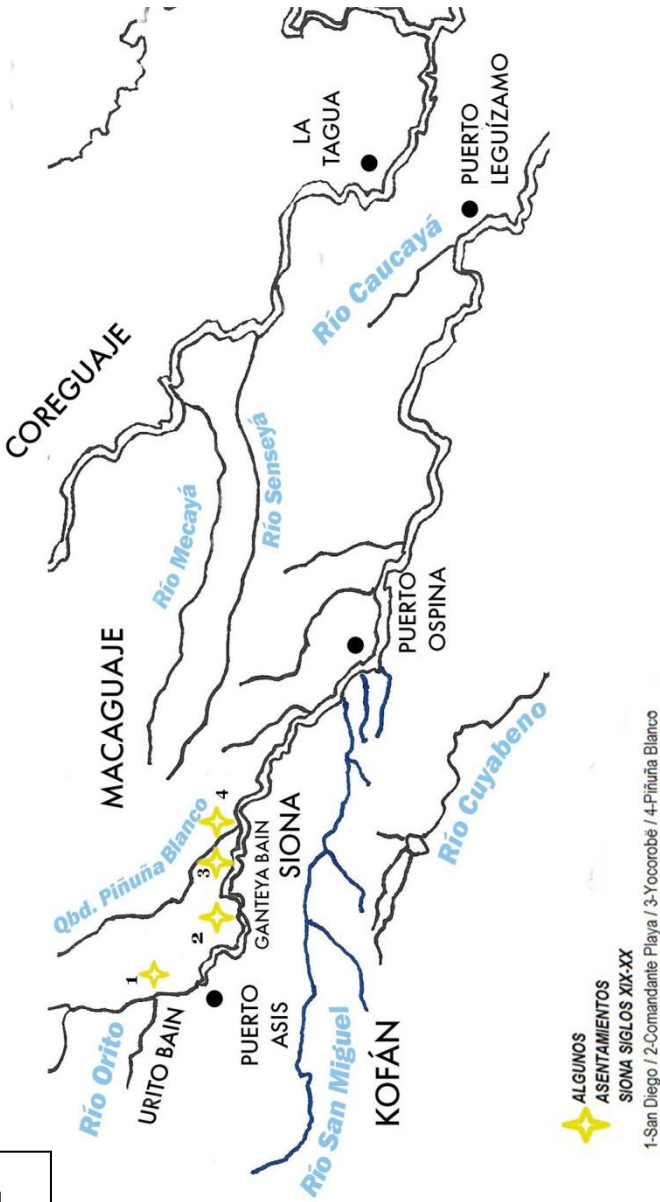 COREGUAJE
LA
TAGUA
PUERTO
LEGUÍZAMO
Río Caucayá
Río Mecayá
Río Senseyá
MACAGUAJE
PUERTO
OSPINA
Qbd. Piñuña Blanco
1
2
3
4
GANTEYA BAIN
SIONA
Río Orito
URITO BAIN
PUERTO
ASIS
Río San Miguel
KOFÁN
Río Cuyabeno
ALGUNOS
ASENTAMIENTOS
SIONA SIGLOS XIX-XX
1-San Diego / 2-Comandante Playa / 3-Yocorobé / 4-Piñuña Blanco